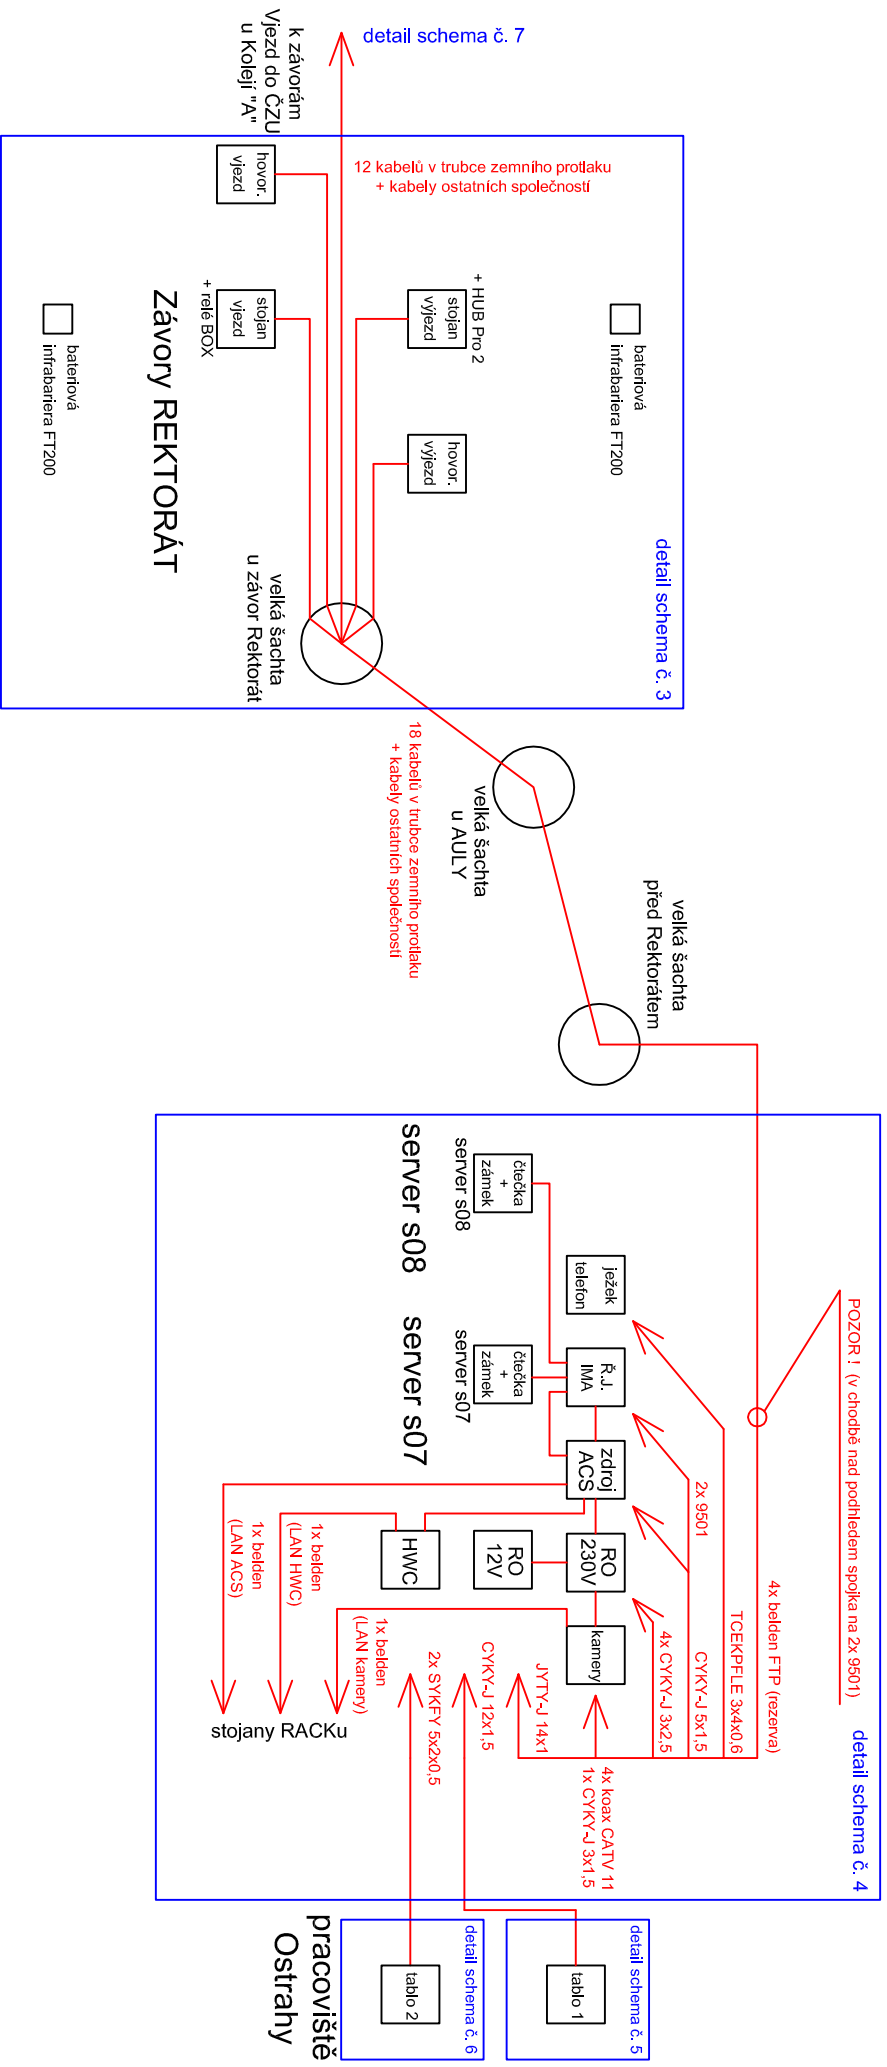 detail schema č. 7
k závorám
Vjezd do ČZU
u Kolejí "A"
12 kabelů v trubce zemního protlaku
+ kabely ostatních společností
hovor.
vjezd
stojan
vjezd
+ relé BOX
+ HUB Pro 2
stojan
výjezd
hovor.
výjezd
bateriová
infrabariera FT200
bateriová
infrabariera FT200
Závory REKTORÁT
detail schema č. 3
velká šachta
u závor Rektorát
18 kabelů v trubce zemního protlaku
+ kabely ostatních společností
velká šachta
u AULY
velká šachta
před Rektorátem
detail schema č. 4
POZOR ! (v chodbě nad podhledem spojka na 2x 9501)
4x belden FTP (rezerva)
TCEKPFLE 3x4x0,6
CYKY-J 5x1,5
2x 9501
4x CYKY-J 3x2,5
4x koax CATV 11
1x CYKY-J 3x1,5
JYTY-J 14x1
CYKY-J 12x1,5
2x SYKFY 5x2x0,5
čtečka
+
zámek
server s08
server s08
ježek
telefon
čtečka
+
zámek
server s07
server s07
Ř.J.
IMA
zdroj
ACS
RO
230V
RO
12V
kamery
HWC
1x belden
(LAN kamery)
1x belden
(LAN HWC)
1x belden
(LAN ACS)
stojany RACKu
detail schema č. 5
tablo 1
detail schema č. 6
tablo 2
pracoviště
Ostrahy